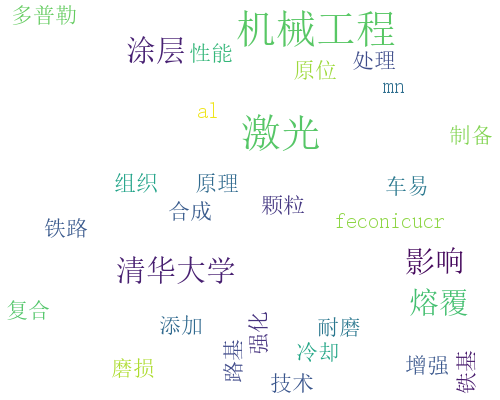 多普勒
机械工程
涂层
性能
原位
处理
mn
al
激光
制备
组织
原理
车易
合成
颗粒
feconicucr
铁路
清华大学
影响
复合
熔覆
添加
强化
耐磨
路基
冷却
磨损
增强
铁基
技术